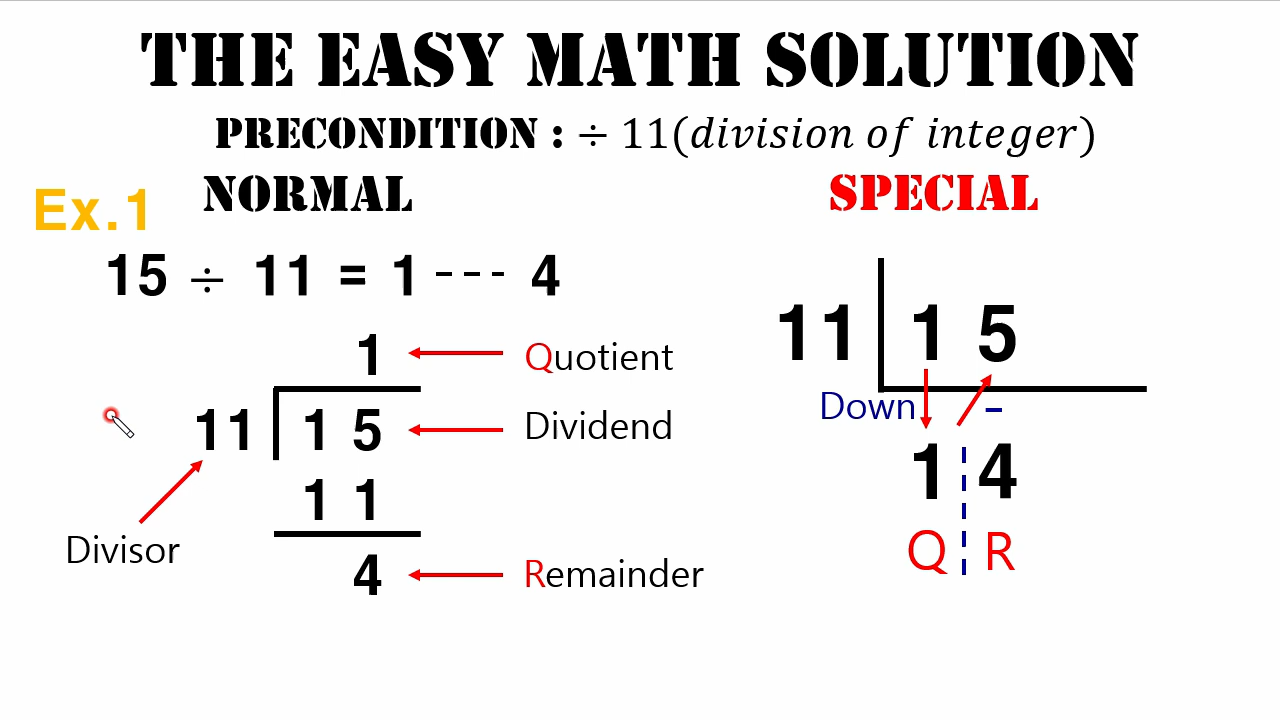 THE EASY MATH SOLUTION
PRECONDITION : ÷ 11(division of integer)
Ex.1
NORMAL
15 ÷ 11 = 1 --- 4
1
Quotient
11 1 5
Dividend
1 1
Divisor
4
Remainder
SPECIAL
11 1 5
Down
-
1 4
Q R